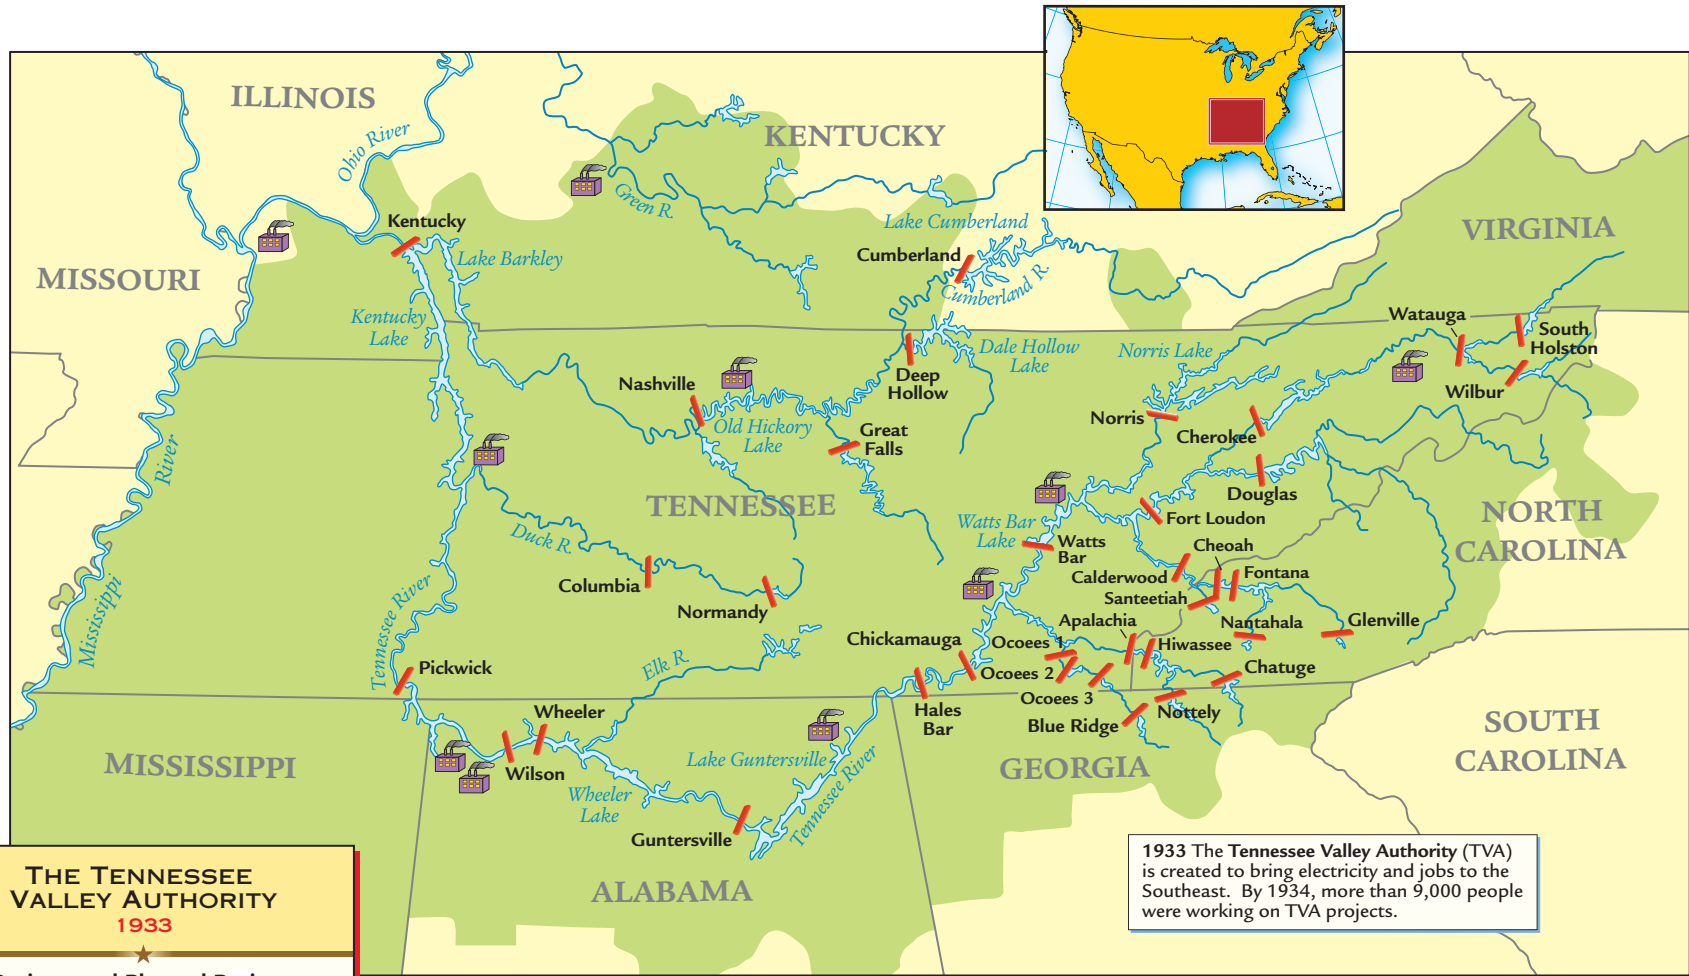 ILLINOIS
Ohio River
KENTUCKY
Green R.
Lake Cumberland
VIRGINIA
MISSOURI
Kentucky
Lake Barkley
Cumberland
Cumberland R.
Kentucky
Lake
Watauga
South
Holston
Wilbur
Norris Lake
Dale Hollow
Lake
Deep
Hollow
Nashville
Old Hickory
Lake
Great
Falls
Norris
Cherokee
Douglas
River
Mississippi
TENNESSEE
Duck R.
Watts Bar
Lake
Watts
Bar
Fort Loudon
NORTH
CAROLINA
Cheoah
Calderwood
Fontana
Santeetiah
Columbia
Normandy
Apalachia
Nantahala
Glenville
Tennessee River
Chickamauga
Ocoees 1
Hiwassee
Pickwick
Elk R.
Ocoees 2
Chatuge
Ocoees 3
Hales
Bar
Blue Ridge
Nottely
Wheeler
Wilson
MISSISSIPPI
Lake Guntersville
Tennessee River
GEORGIA
SOUTH
CAROLINA
Wheeler
Lake
Guntersville
ALABAMA
1933 The Tennessee Valley Authority (TVA)
is created to bring electricity and jobs to the
Southeast. By 1934, more than 9,000 people
were working on TVA projects.
THE TENNESSEE
VALLEY AUTHORITY
1933